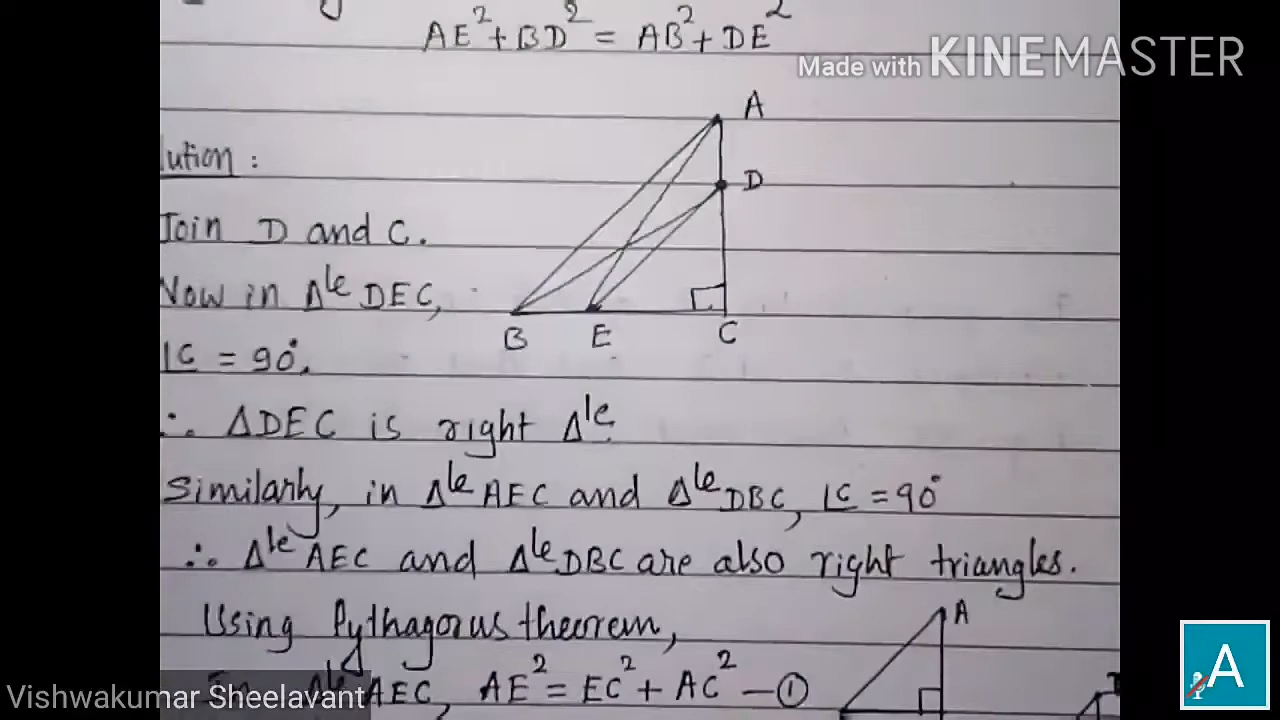 AE²+BD² = AB²+DE²
Made with KINEMASTER
A
lution :
D
Join D and C.
Now in Δle DEC,
B E C
∠C = 90°.
∴ ΔDEC is right Δle
Similarly, in Δle AEC and Δle DBC, ∠C = 90°
∴ Δle AEC and Δle DBC are also right triangles.
Using Pythagorus theorem,
A
In Δle AEC, AE² = EC² + AC² – ①
Vishwakumar Sheelavant
A